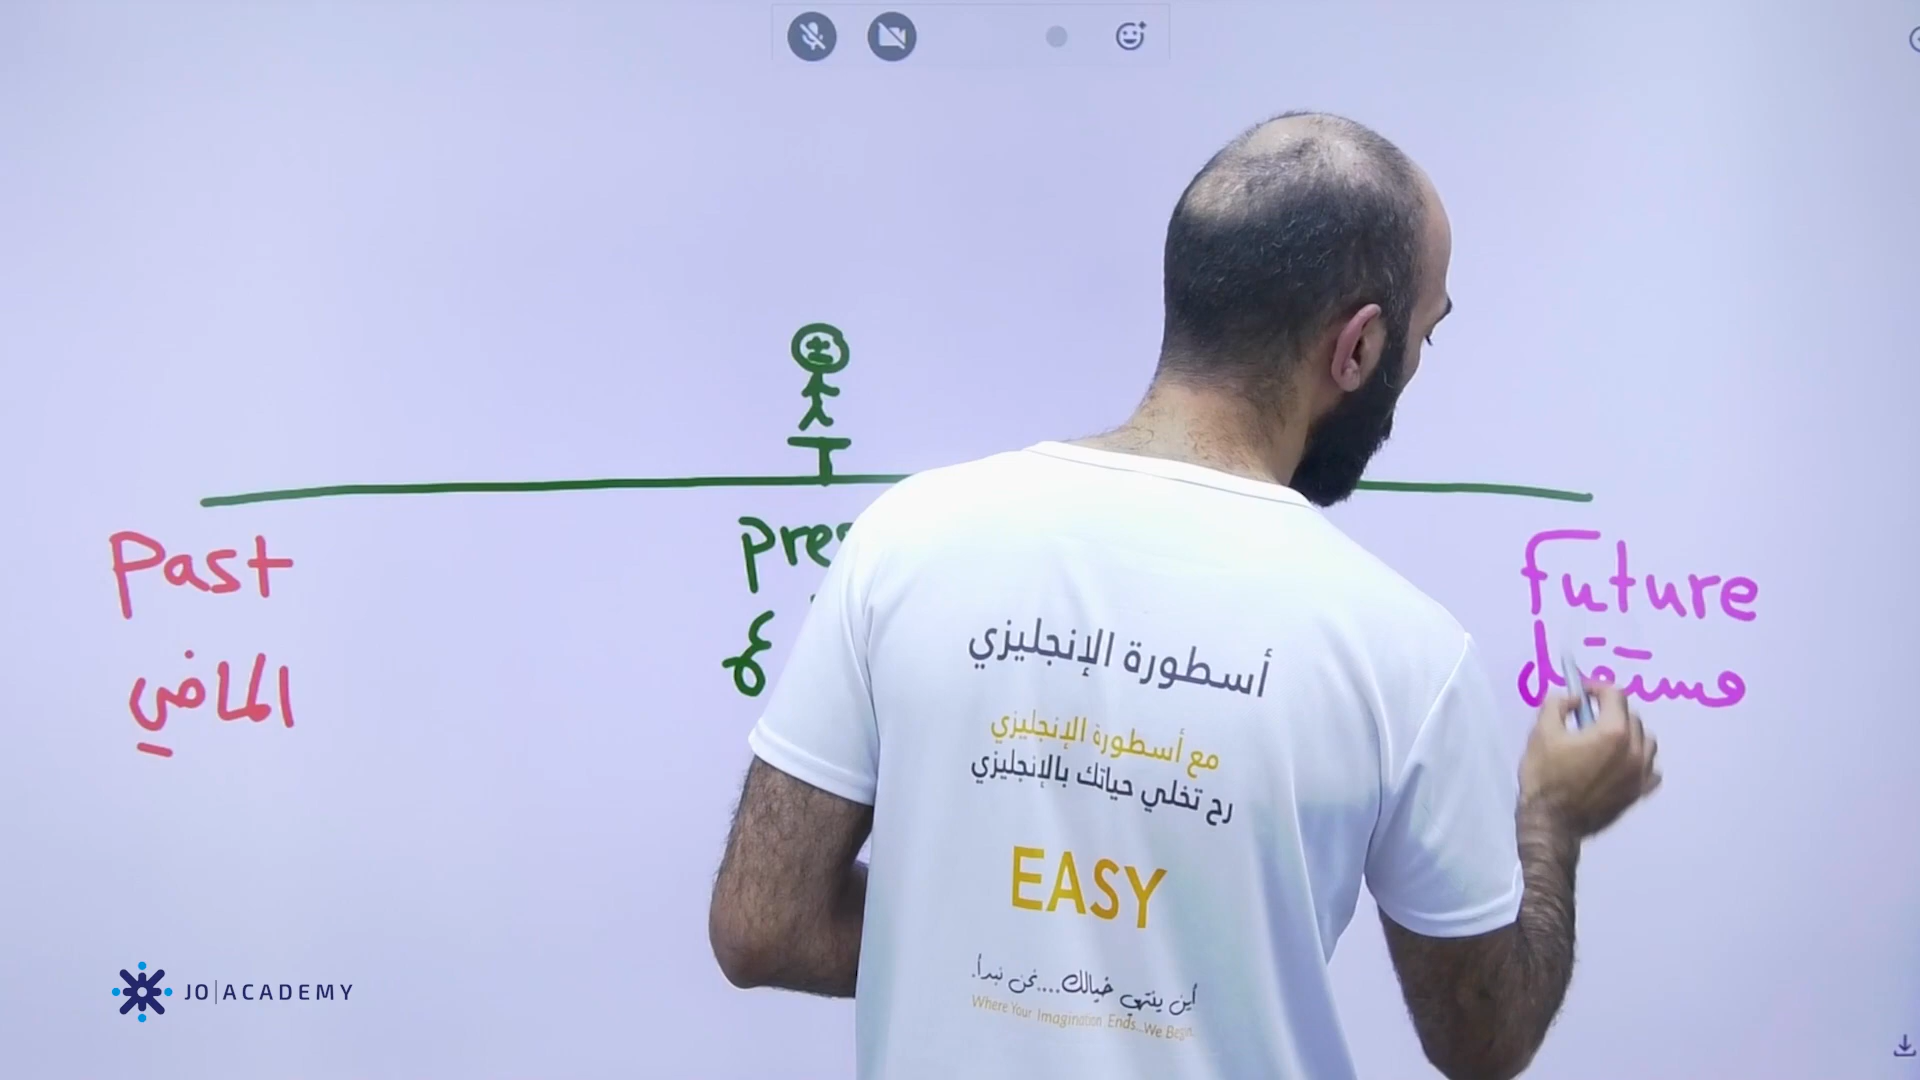 Past
الماضي
Future
مستقبل
أسطورة الإنجليزي
مع أسطورة الإنجليزي
رح تخلي حياتك بالإنجليزي
EASY
أين ينتهي خيالك....نحن نبدأ.
Where Your Imagination Ends...We Begin.
JO|ACADEMY